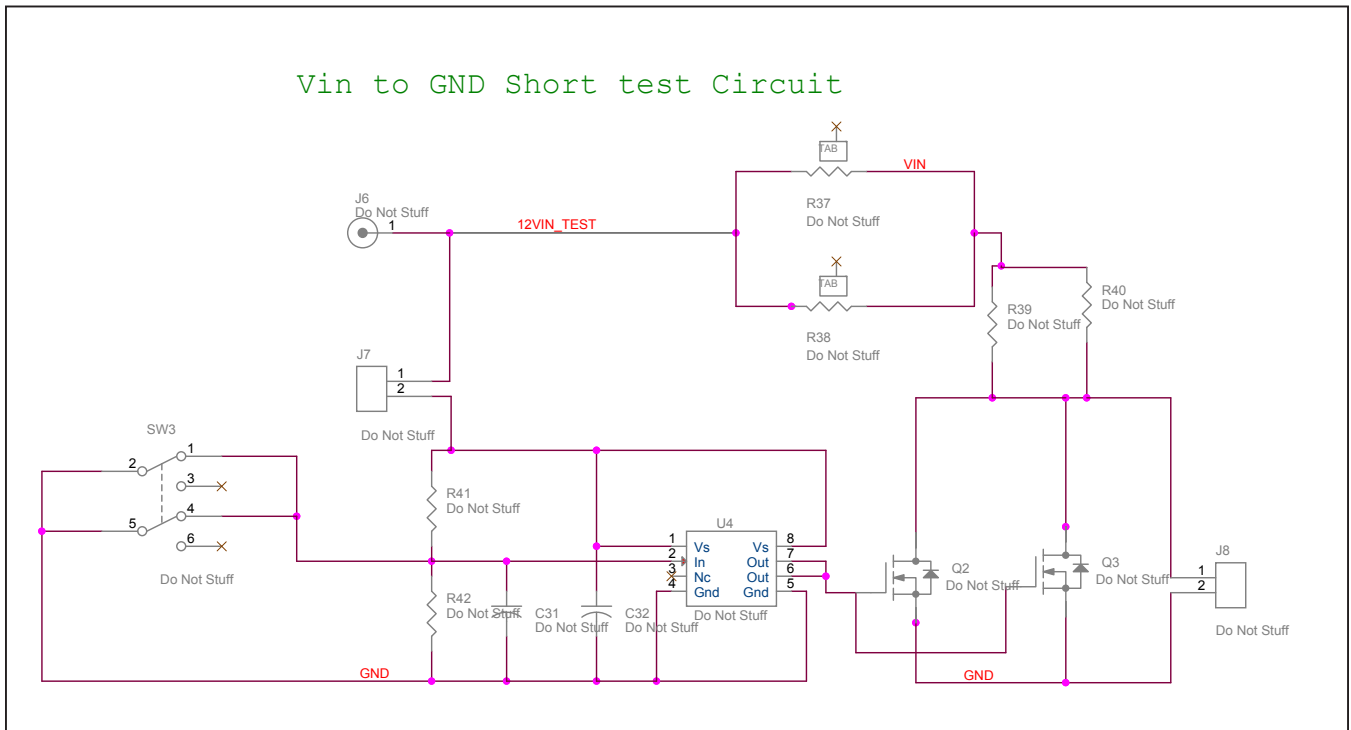 Vin to GND Short test Circuit
TAB
J6
Do Not Stuff
1
12VIN_TEST
VIN
R37
Do Not Stuff
TAB
R38
Do Not Stuff
R39
Do Not Stuff
R40
Do Not Stuff
J7
1
2
Do Not Stuff
SW3
2
1
3
5
4
6
Do Not Stuff
R41
Do Not Stuff
R42
Do Not Stuff
C31
Do Not Stuff
C32
Do Not Stuff
U4
1 Vs Vs 8
2 In Out 7
3 Nc Out 6
4 Gnd Gnd 5
Do Not Stuff
Q2
Do Not Stuff
Q3
Do Not Stuff
J8
1
2
Do Not Stuff
GND
GND